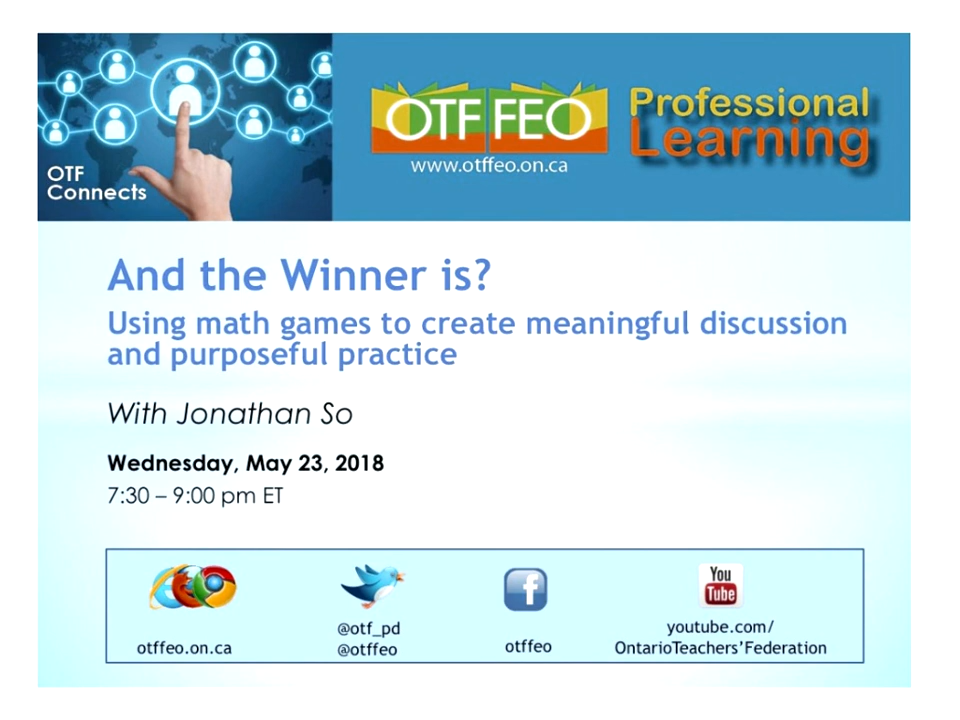 OTF
Connects
OTF FEO
www.otffeo.on.ca
Professional
Learning
And the Winner is?
Using math games to create meaningful discussion
and purposeful practice
With Jonathan So
Wednesday, May 23, 2018
7:30 – 9:00 pm ET
otffeo.on.ca
@otf_pd
@otffeo
f
otffeo
You
Tube
youtube.com/
OntarioTeachers'Federation